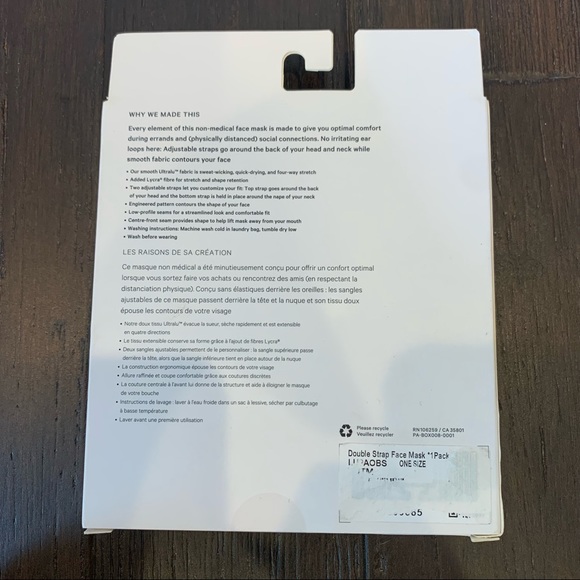 WHY WE MADE THIS
Every element of this non-medical face mask is made to give you optimal comfort
during errands and (physically distanced) social connections. No irritating ear
loops here: Adjustable straps go around the back of your head and neck while
smooth fabric contours your face
• Our smooth Ultralu™ fabric is sweat-wicking, quick-drying, and four-way stretch
• Added Lycra® fibre for stretch and shape retention
• Two adjustable straps let you customize your fit: Top strap goes around the back
of your head and the bottom strap is held in place around the nape of your neck
• Engineered pattern contours the shape of your face
• Low-profile seams for a streamlined look and comfortable fit
• Centre-front seam provides shape to help lift mask away from your mouth
• Washing instructions: Machine wash cold in laundry bag, tumble dry low
• Wash before wearing
LES RAISONS DE SA CRÉATION
Ce masque non médical a été minutieusement conçu pour offrir un confort optimal
lorsque vous sortez faire vos achats ou rencontrez des amis (en respectant la
distanciation physique). Conçu sans élastiques derrière les oreilles : les sangles
ajustables de ce masque passent derrière la tête et la nuque et son tissu doux
épouse les contours de votre visage
• Notre doux tissu Ultralu™ évacue la sueur, sèche rapidement et est extensible
en quatre directions
• Le tissu extensible conserve sa forme grâce à l'ajout de fibres Lycra®
• Deux sangles ajustables permettent de le personnaliser : la sangle supérieure passe
derrière la tête, alors que la sangle inférieure tient en place autour de la nuque
• La construction ergonomique épouse les contours de votre visage
• Allure raffinée et coupe confortable grâce aux coutures discrètes
• La couture centrale à l'avant lui donne de la structure et aide à éloigner le masque
de votre bouche
• Instructions de lavage : laver à l'eau froide dans un sac à lessive, sécher par culbutage
à basse température
• Laver avant une première utilisation
Please recycle
Veuillez recycler
RN 106259 / CA 35801
PA-BOX008-0001
Double Strap Face Mask *1Pack
ONE SIZE